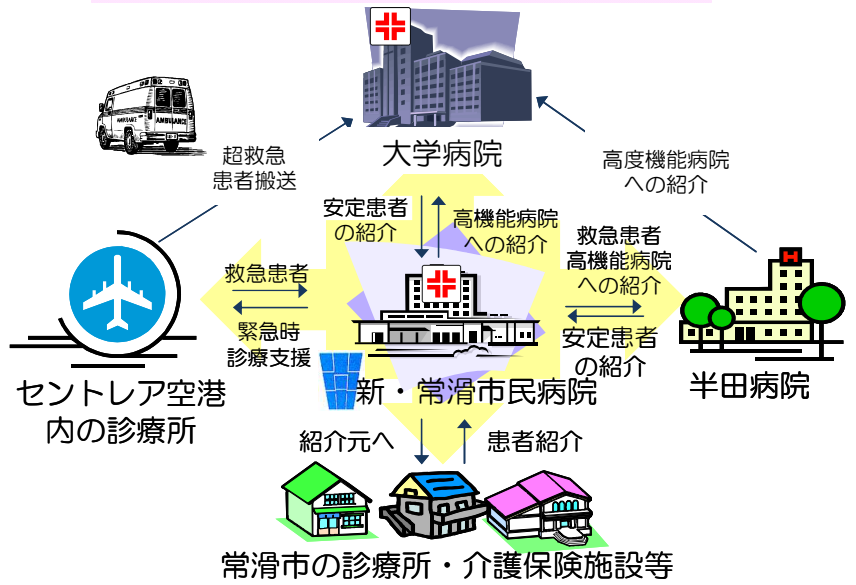 大学病院
AMBULANCE
AMBULANCE
超救急
患者搬送
高度機能病院
への紹介
安定患者
の紹介
高機能病院
への紹介
救急患者
緊急時
診療支援
救急患者
高機能病院
への紹介
安定患者
の紹介
H
セントレア空港
内の診療所
新・常滑市民病院
半田病院
紹介元へ
患者紹介
常滑市の診療所・介護保険施設等